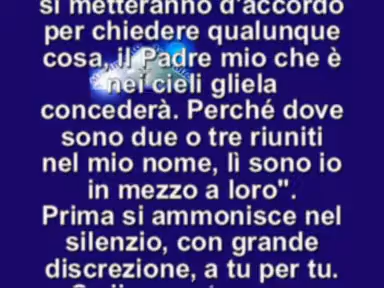 si metteranno d'accordo
per chiedere qualunque
cosa, il Padre mio che è
nei cieli gliela
concederà. Perché dove
sono due o tre riuniti
nel mio nome, lì sono io
in mezzo a loro".
Prima si ammonisce nel
silenzio, con grande
discrezione, a tu per tu.